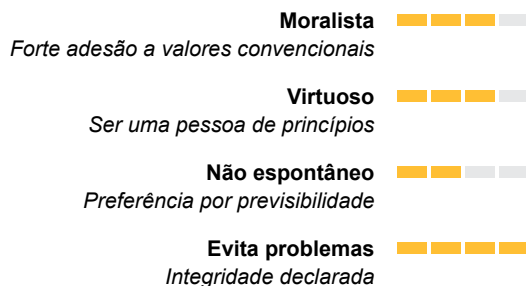 Moralista
Forte adesão a valores convencionais
Virtuoso
Ser uma pessoa de princípios
Não espontâneo
Preferência por previsibilidade
Evita problemas
Integridade declarada